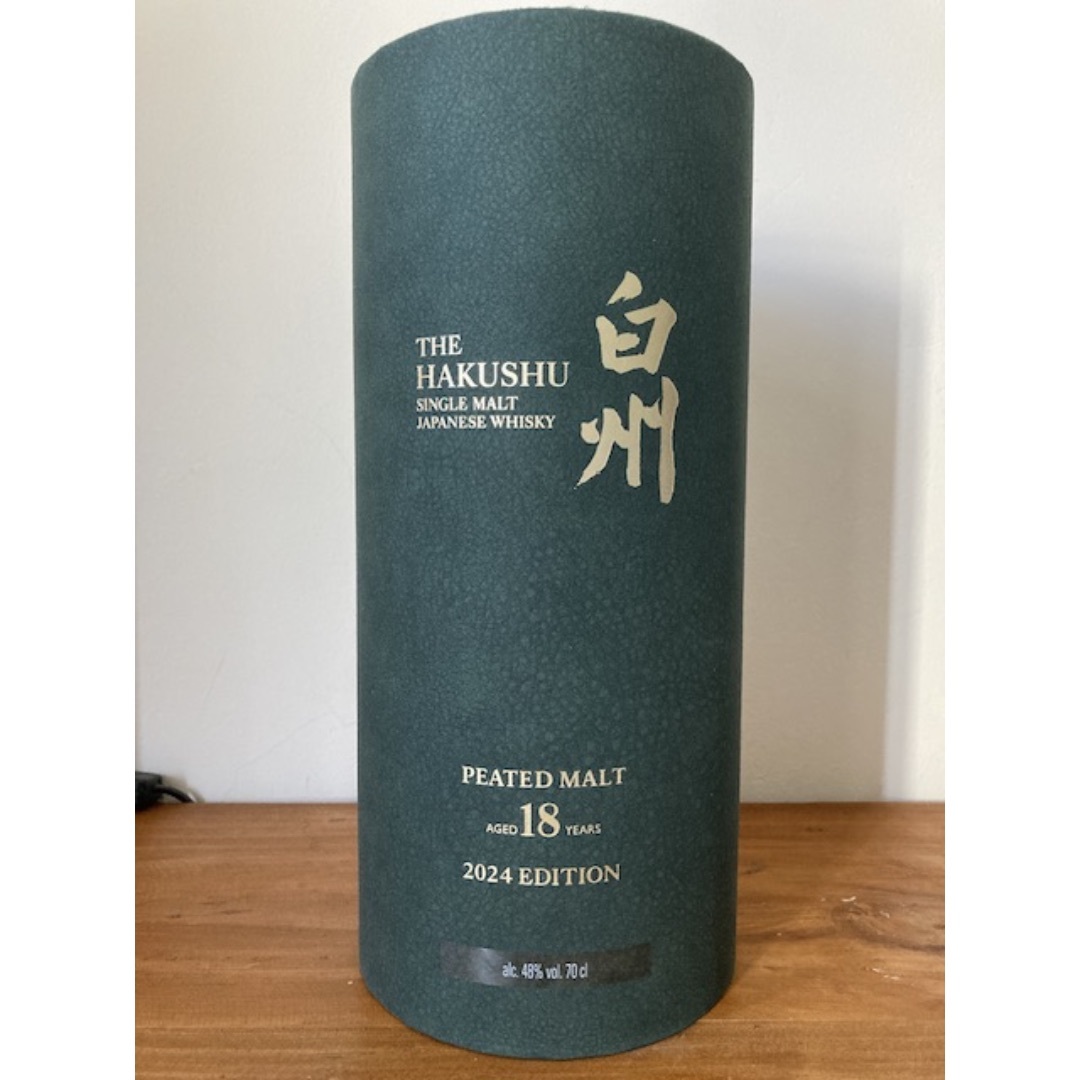 THE
HAKUSHU
SINGLE MALT
JAPANESE WHISKY
白州
PEATED MALT
AGED 18 YEARS
2024 EDITION
alc. 48% vol. 70 cl